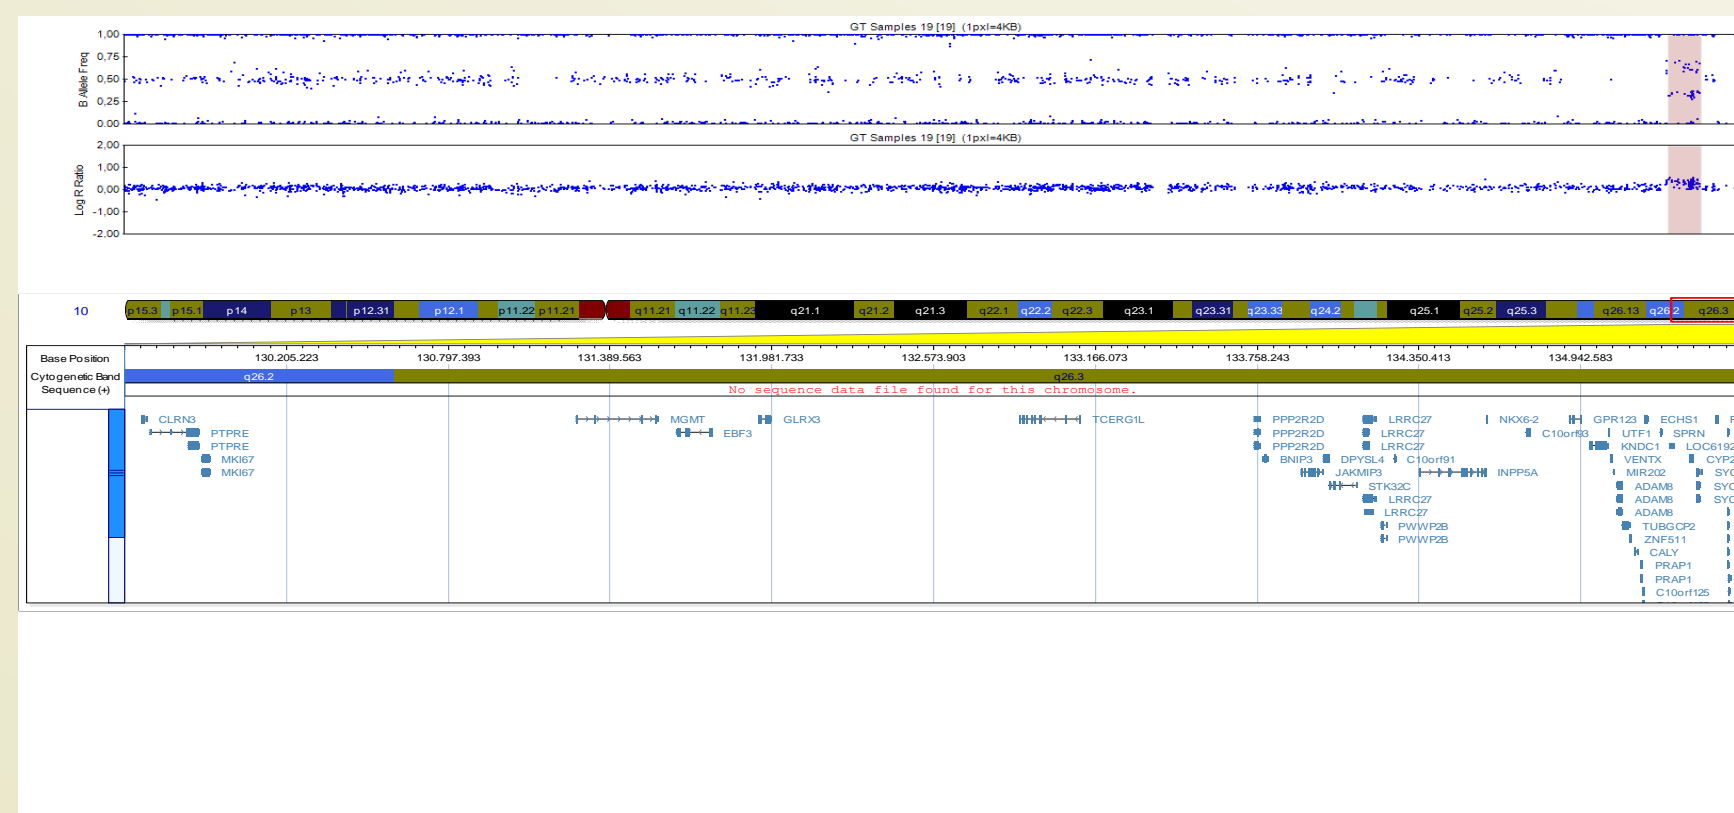 GT Samples 19 [19] (1pxl=4KB)
1,00
0,75
0,50
0,25
0.00
B Allele Freq
GT Samples 19 [19] (1pxl=4KB)
2,00
1,00
0,00
-1,00
-2,00
Log R Ratio
10 p15.3 p15.1 p14 p13 p12.31 p12.1 p11.22 p11.21 q11.21 q11.22 q11.23 q21.1 q21.2 q21.3 q22.1 q22.2 q22.3 q23.1 q23.31 q23.33 q24.2 q25.1 q25.2 q25.3 q26.13 q26.2 q26.3
Base Position 130.205.223 130.797.393 131.389.563 131.981.733 132.573.903 133.166.073 133.758.243 134.350.413 134.942.583
Cytogenetic Band q26.2 q26.3
Sequence (+) No sequence data file found for this chromosome.
CLRN3 MGMT GLRX3 TCERG1L PPP2R2D LRRC27 NKX6-2 GPR123 ECHS1
PTPRE EBF3 PPP2R2D LRRC27 C10orf93 UTF1 SPRN
PTPRE PPP2R2D LRRC27 KNDC1 LOC6192
MKI67 BNIP3 DPYSL4 C10orf91 VENTX CYP2
MKI67 JAKMIP3 INPP5A MIR202 SYC
STK32C ADAM8 SYC
LRRC27 ADAM8 SYC
LRRC27 ADAM8
PWWP2B TUBGCP2
PWWP2B ZNF511
CALY
PRAP1
PRAP1
C10orf125